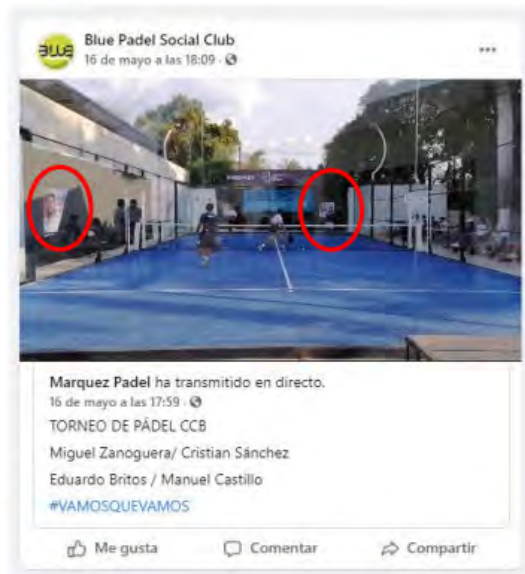 BLUE
Blue Padel Social Club
16 de mayo a las 18:09 ·
Marquez Padel ha transmitido en directo.
16 de mayo a las 17:59 ·
TORNEO DE PÁDEL CCB
Miguel Zanoguera/ Cristian Sánchez
Eduardo Britos / Manuel Castillo
#VAMOSQUEVAMOS
Me gusta
Comentar
Compartir